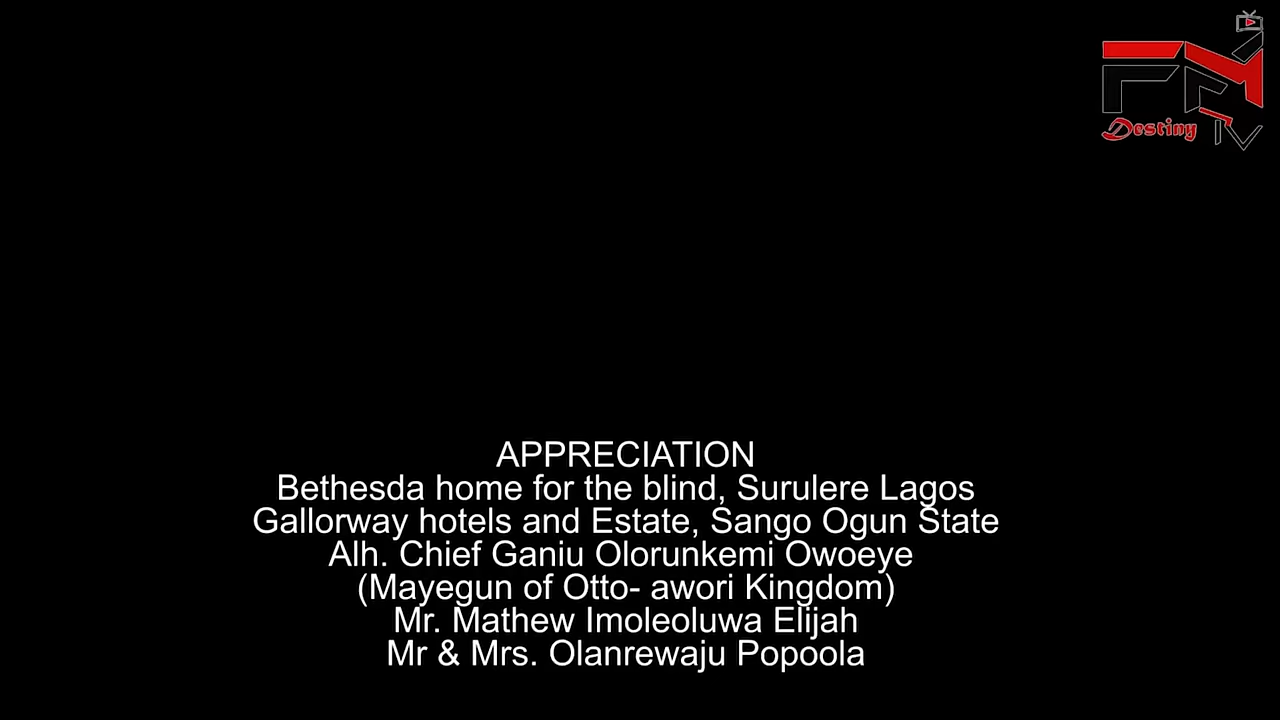 Destiny TV
APPRECIATION
Bethesda home for the blind, Surulere Lagos
Gallorway hotels and Estate, Sango Ogun State
Alh. Chief Ganiu Olorunkemi Owoeye
(Mayegun of Otto- awori Kingdom)
Mr. Mathew Imoleoluwa Elijah
Mr & Mrs. Olanrewaju Popoola